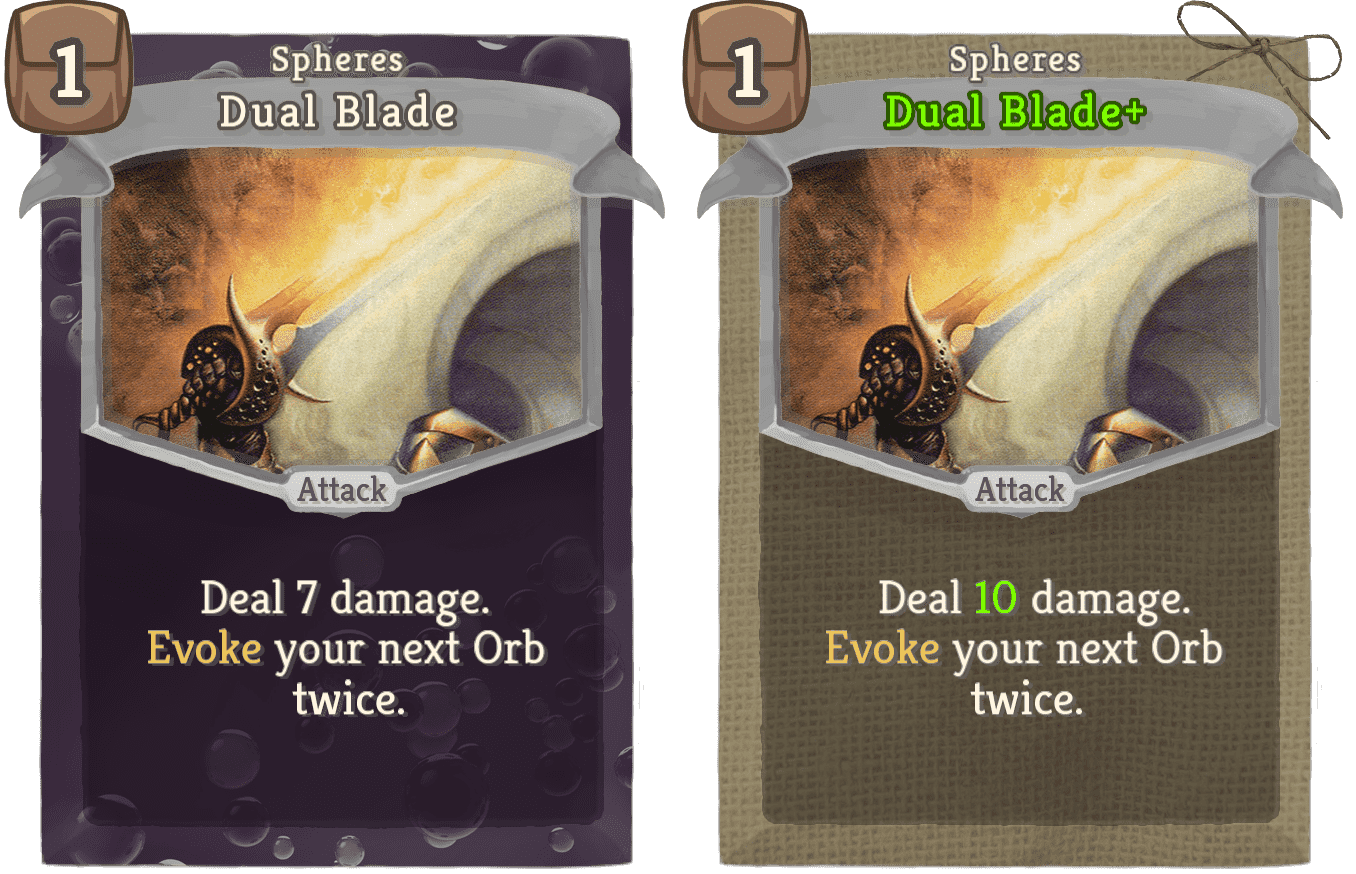 1
Spheres
Dual Blade
Attack
Deal 7 damage.
Evoke your next Orb
twice.
1
Spheres
Dual Blade+
Attack
Deal 10 damage.
Evoke your next Orb
twice.